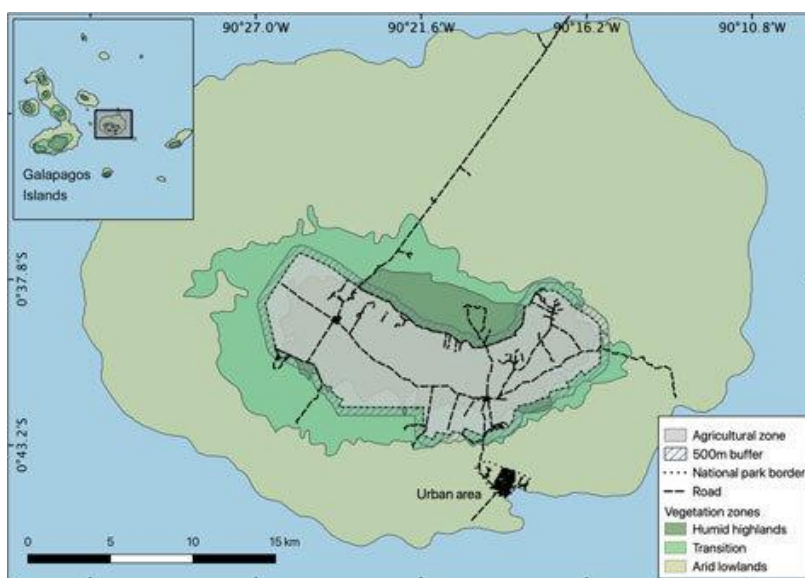 90°27.0'W 90°21.6'W 90°16.2'W 90°10.8'W
Galapagos
Islands
0°37.8'S
0°43.2'S
Urban area
0 5 10 15 km
Agricultural zone
500m buffer
National park border
Road
Vegetation zones
Humid highlands
Transition
Arid lowlands